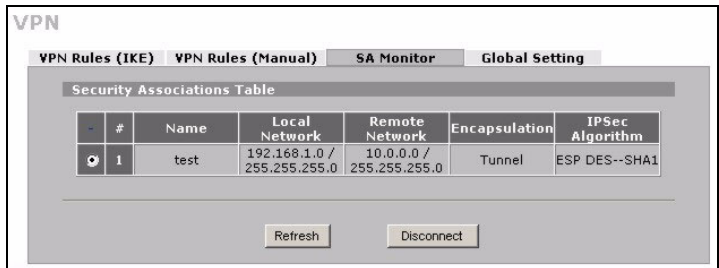 VPN
VPN Rules (IKE) VPN Rules (Manual) SA Monitor Global Setting
Security Associations Table
- # Name Local Network Remote Network Encapsulation IPSec Algorithm
1 test 192.168.1.0 / 255.255.255.0 10.0.0.0 / 255.255.255.0 Tunnel ESP DES--SHA1
Refresh Disconnect